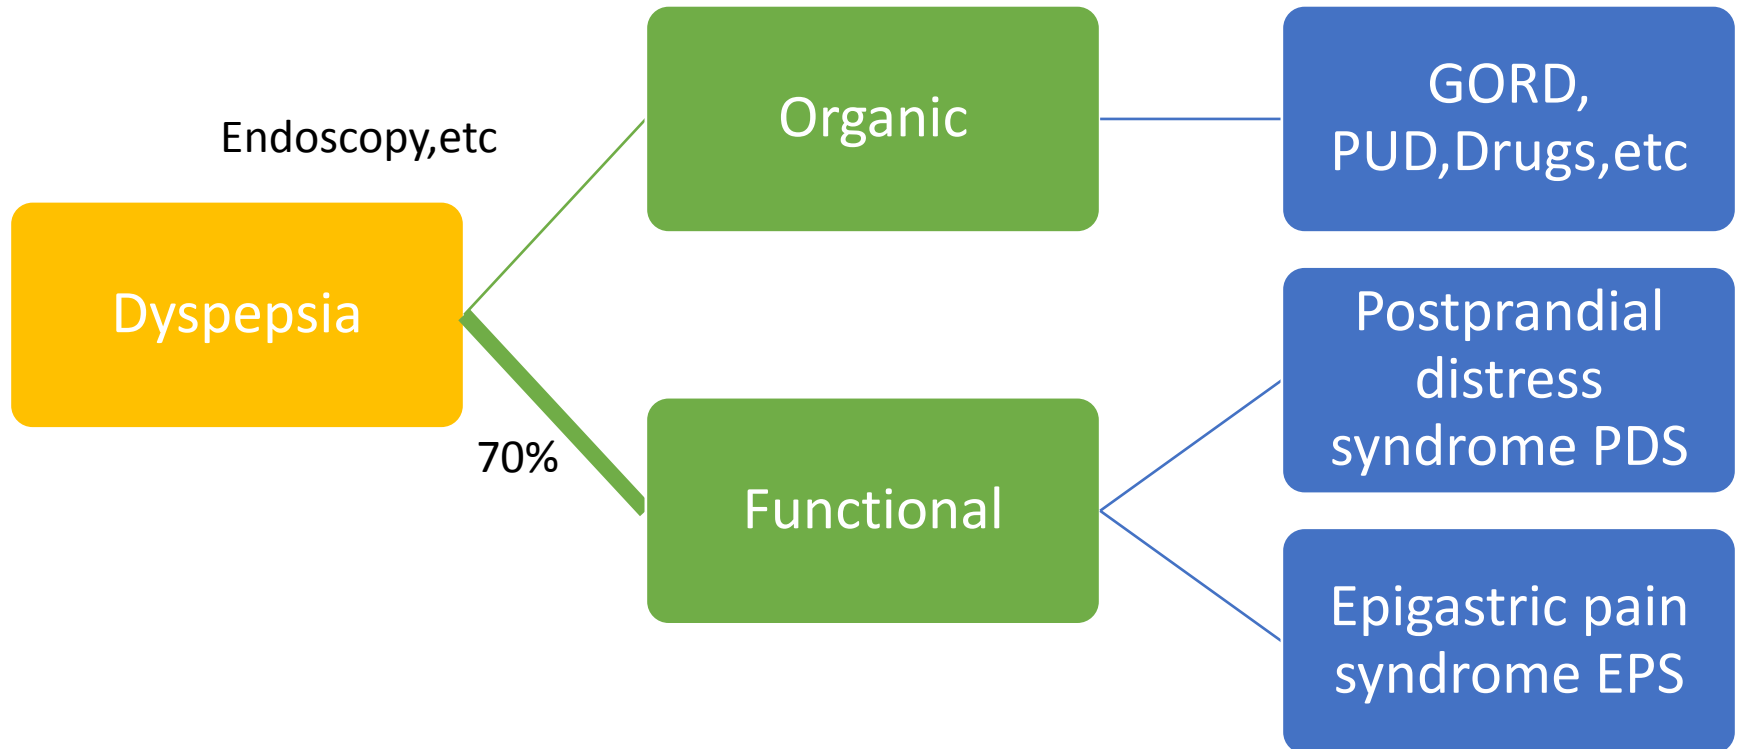 Endoscopy,etc
Dyspepsia
70%
Organic
Functional
GORD,
PUD,Drugs,etc
Postprandial
distress
syndrome PDS
Epigastric pain
syndrome EPS